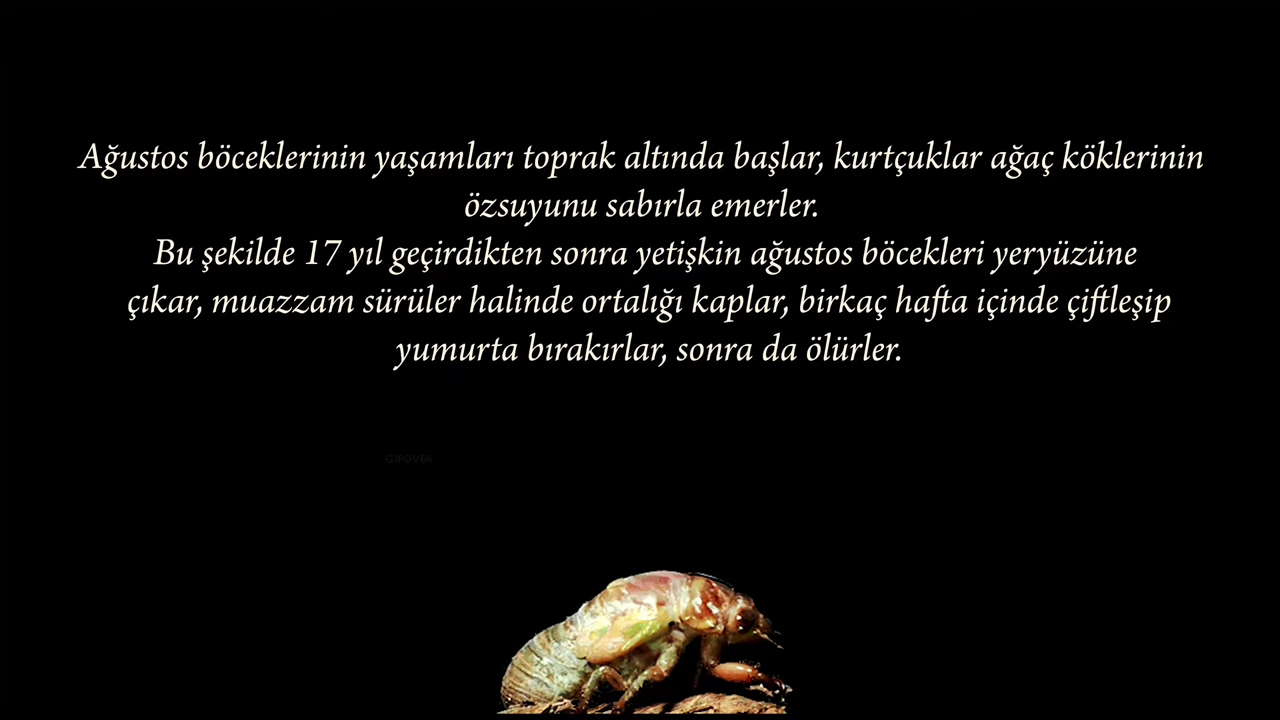 Ağustos böceklerinin yaşamları toprak altında başlar, kurtçuklar ağaç köklerinin
özsuyunu sabırla emerler.
Bu şekilde 17 yıl geçirdikten sonra yetişkin ağustos böcekleri yeryüzüne
çıkar, muazzam sürüler halinde ortalığı kaplar, birkaç hafta içinde çiftleşip
yumurta bırakırlar, sonra da ölürler.